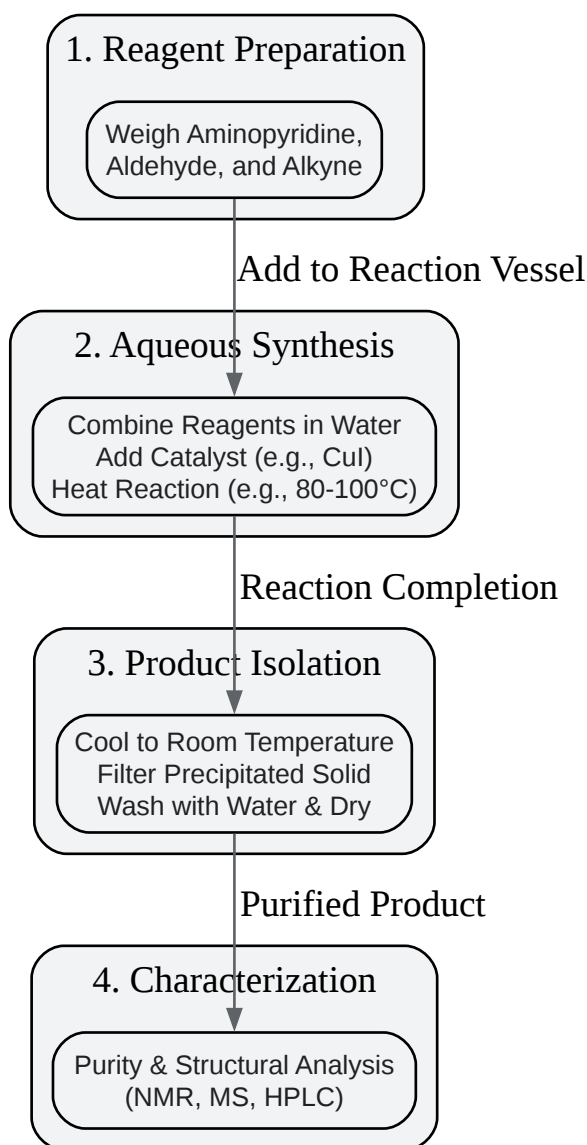 1. Reagent Preparation
Weigh Aminopyridine,
Aldehyde, and Alkyne
Add to Reaction Vessel
2. Aqueous Synthesis
Combine Reagents in Water
Add Catalyst (e.g., CuI)
Heat Reaction (e.g., 80-100°C)
Reaction Completion
3. Product Isolation
Cool to Room Temperature
Filter Precipitated Solid
Wash with Water & Dry
Purified Product
4. Characterization
Purity & Structural Analysis
(NMR, MS, HPLC)